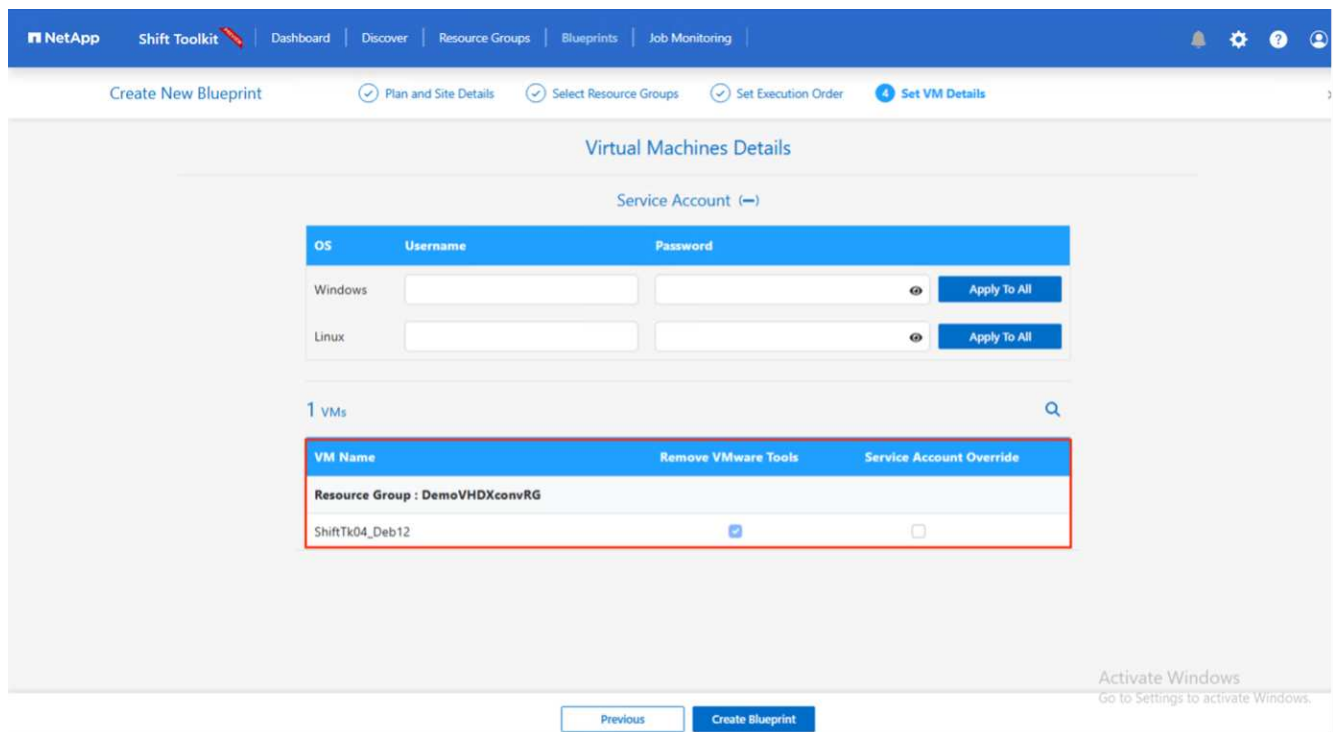 NetApp Shift Toolkit Dashboard Discover Resource Groups Blueprints Job Monitoring
Create New Blueprint Plan and Site Details Select Resource Groups Set Execution Order 4 Set VM Details
Virtual Machines Details
Service Account (−)
OS Username Password
Windows Apply To All
Linux Apply To All
1 VMs
VM Name Remove VMware Tools Service Account Override
Resource Group : DemoVHDXconvRG
ShiftTk04_Deb12
Activate Windows
Go to Settings to activate Windows.
Previous Create Blueprint